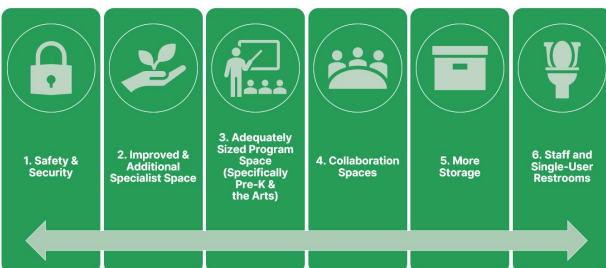 1. Safety &
Security
2. Improved &
Additional
Specialist Space
3. Adequately
Sized Program
Space
(Specifically
Pre-K &
the Arts)
4. Collaboration
Spaces
5. More
Storage
6. Staff and
Single-User
Restrooms